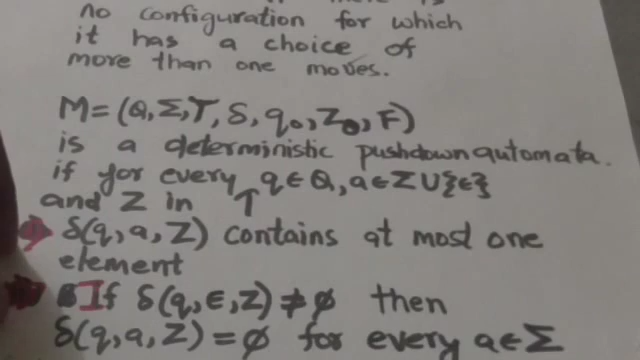 no configuration for which
it has a choice of
more than one moves.
M=(Q,Σ,Τ,δ,q₀,Z₀,F)
is a deterministic pushdown automata.
if for every q∈Q, a∈Σ∪{∈}
and Z in Τ
δ(q,a,Z) contains at most one
element
If δ(q,∈,Z)≠φ then
δ(q,a,Z)=φ for every a∈Σ